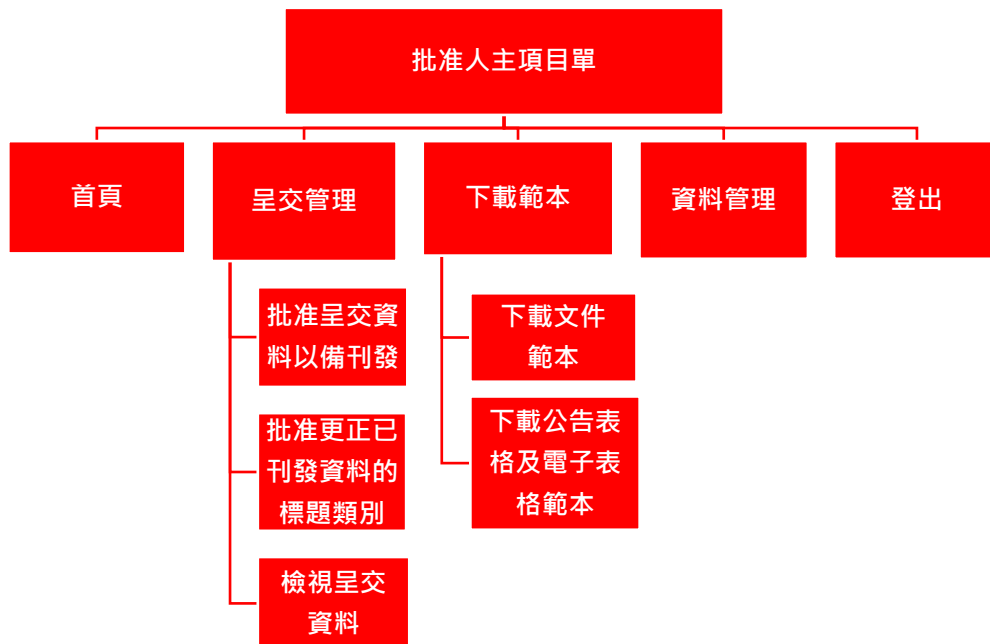 批准人主項目單
首頁
呈交管理
下載範本
資料管理
登出
批准呈交資
料以備刊發
下載文件
範本
批准更正已
刊發資料的
標題類別
下載公告表
格及電子表
格範本
檢視呈交
資料